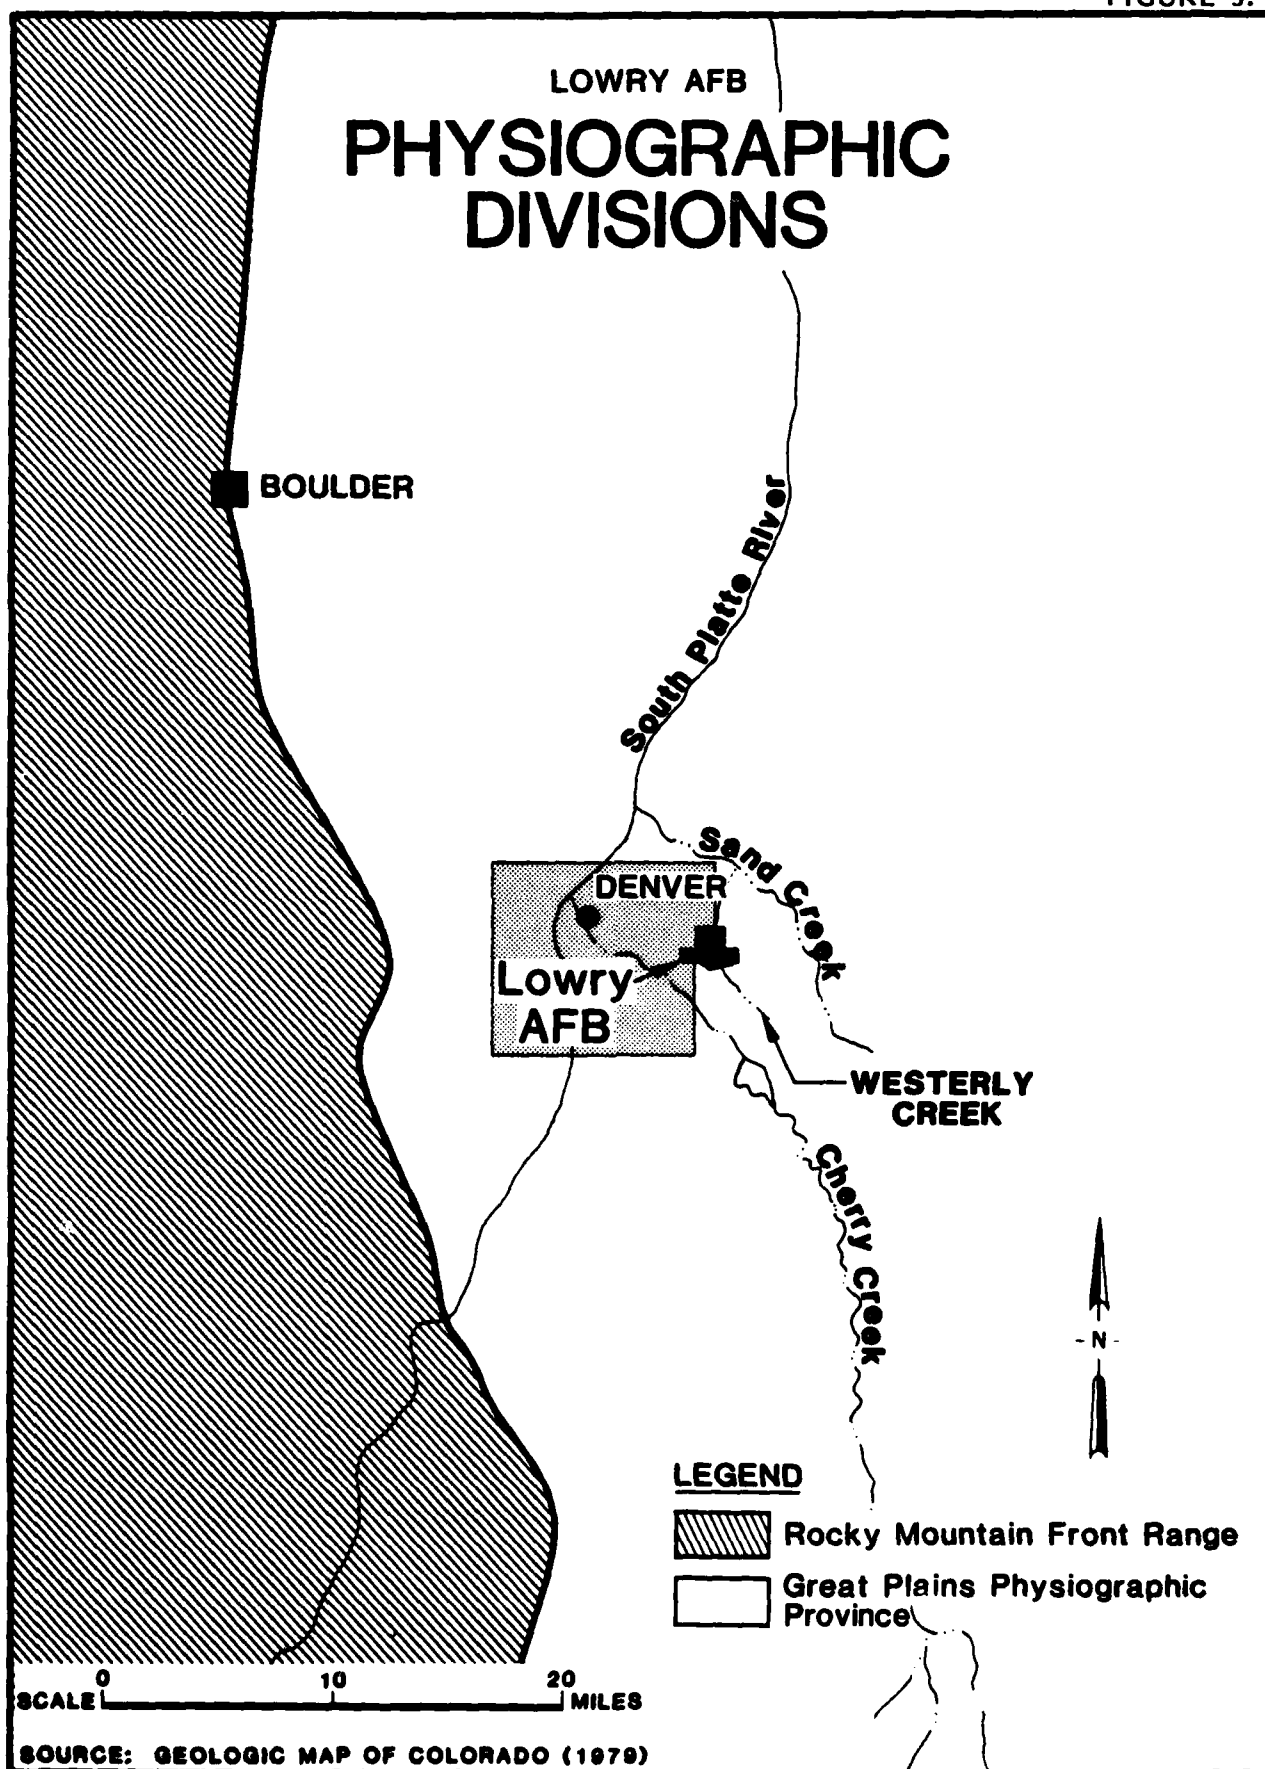 LOWRY AFB
PHYSIOGRAPHIC
DIVISIONS
BOULDER
South Platte River
Sand Creek
DENVER
Lowry
AFB
WESTERLY
CREEK
Cherry Creek
- N -
LEGEND
Rocky Mountain Front Range
Great Plains Physiographic
Province
0 10 20
SCALE MILES
SOURCE: GEOLOGIC MAP OF COLORADO (1979)